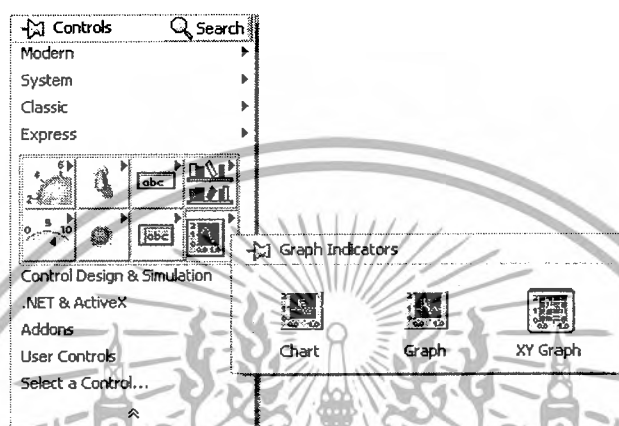 Controls Search
Modern
System
Classic
Express
abc
abc
Graph Indicators
Control Design & Simulation
.NET & ActiveX
Chart Graph XY Graph
Addons
User Controls
Select a Control...